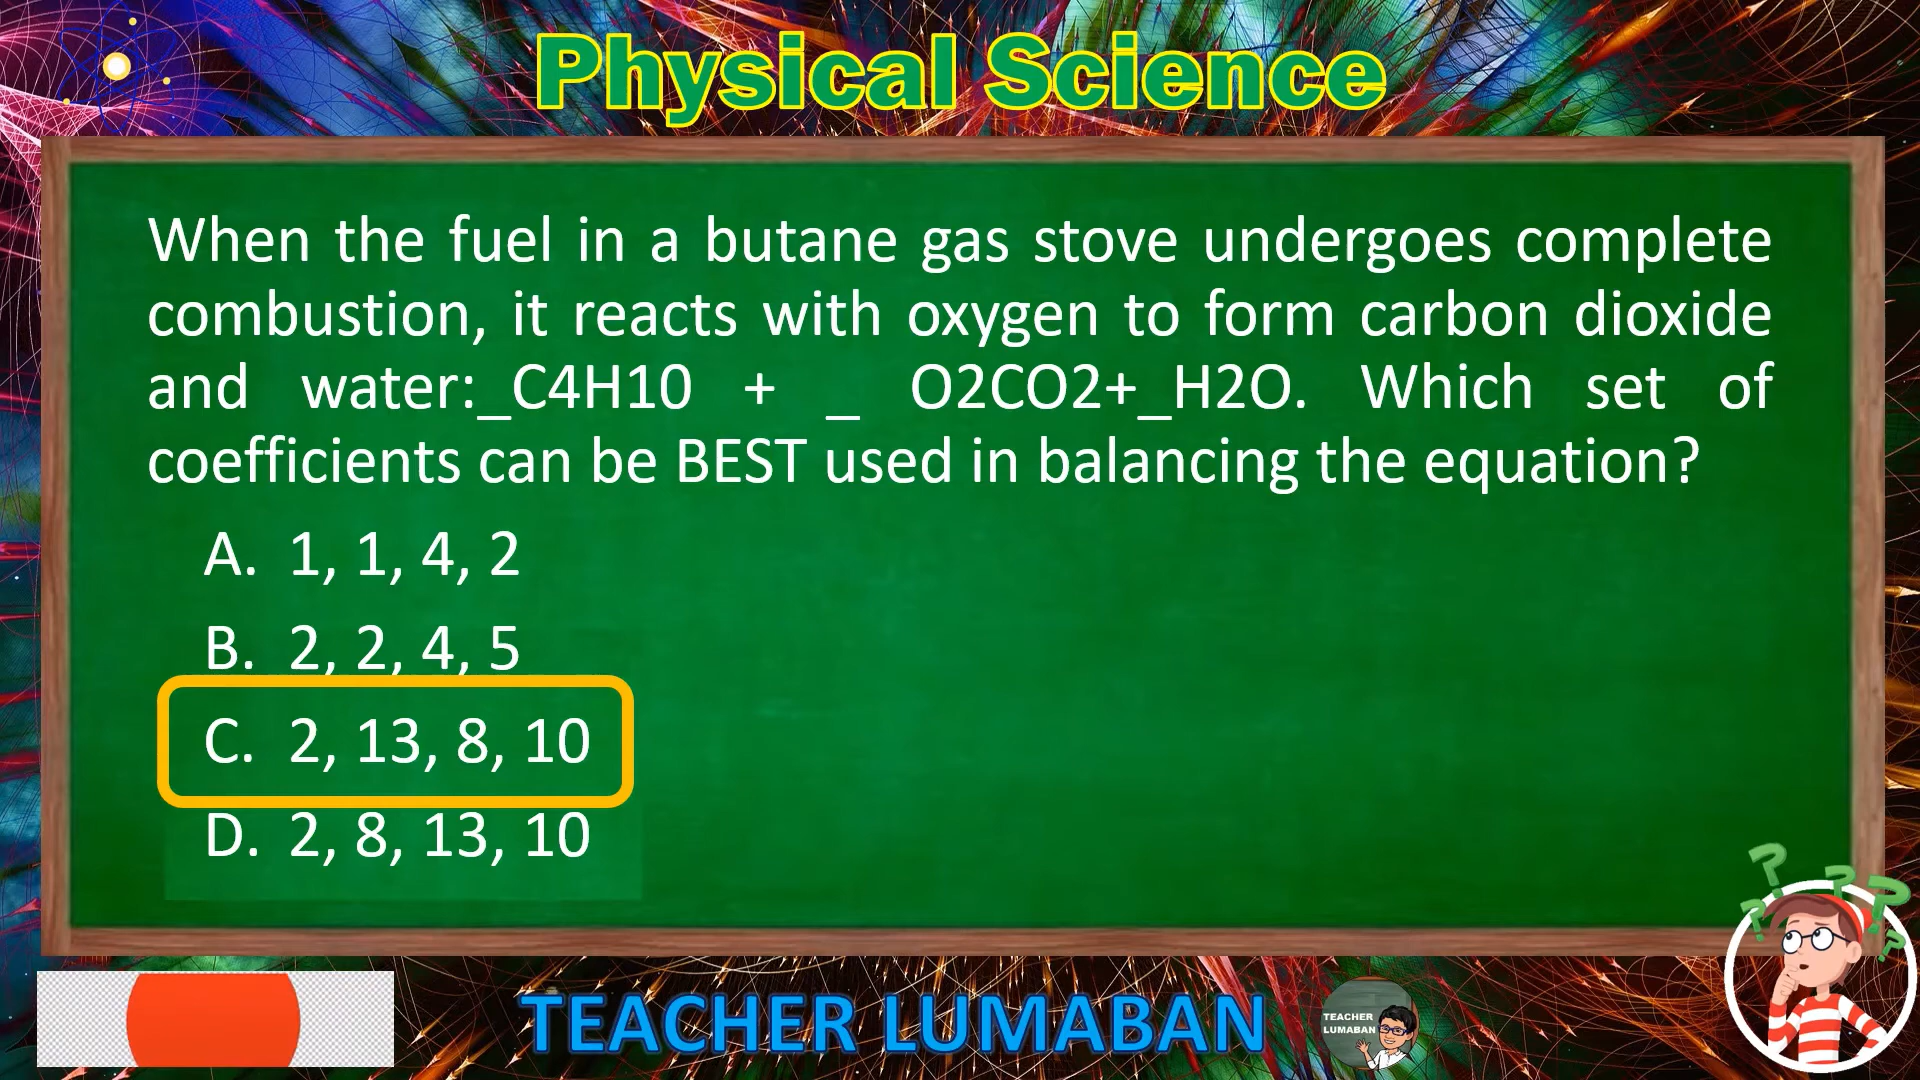 Physical Science
When the fuel in a butane gas stove undergoes complete
combustion, it reacts with oxygen to form carbon dioxide
and water:_C4H10 + _ O2CO2+_H2O. Which set of
coefficients can be BEST used in balancing the equation?
A. 1, 1, 4, 2
B. 2, 2, 4, 5
C. 2, 13, 8, 10
D. 2, 8, 13, 10
TEACHER LUMABAN
TEACHER
LUMABAN